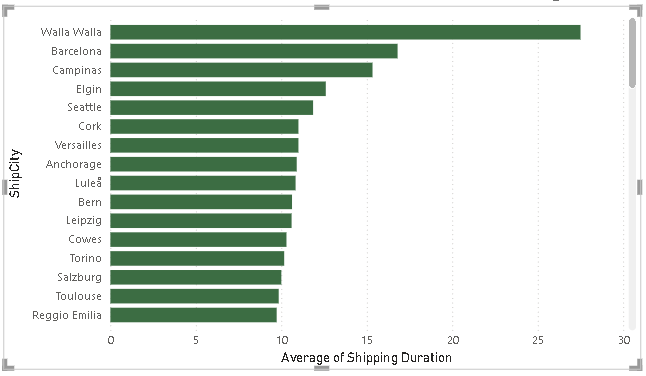 ShipCity
Walla Walla
Barcelona
Campinas
Elgin
Seattle
Cork
Versailles
Anchorage
Luleå
Bern
Leipzig
Cowes
Torino
Salzburg
Toulouse
Reggio Emilia
0 5 10 15 20 25 30
Average of Shipping Duration